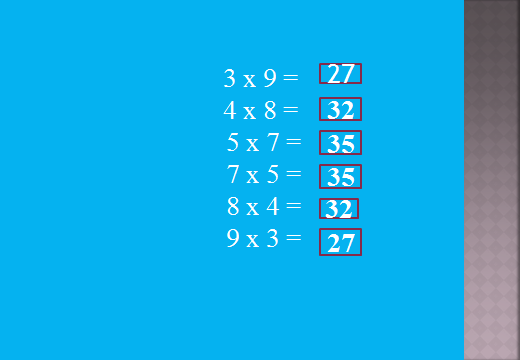 3 x 9 = 27
4 x 8 = 32
5 x 7 = 35
7 x 5 = 35
8 x 4 = 32
9 x 3 = 27